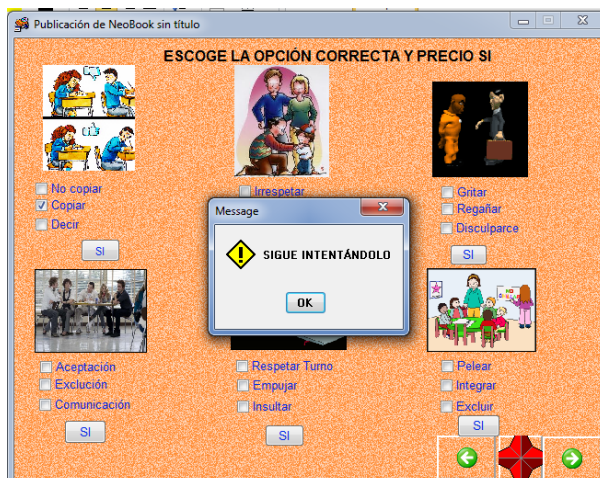 Publicación de NeoBook sin título
ESCOGE LA OPCIÓN CORRECTA Y PRECIO SI
No copiar
Copiar
Decir
SI
Irrespetar
Gritar
Regañar
Disculparce
SI
Message
SIGUE INTENTÁNDOLO
OK
Aceptación
Exclución
Comunicación
SI
Respetar Turno
Empujar
Insultar
SI
Pelear
Integrar
Excluir
SI